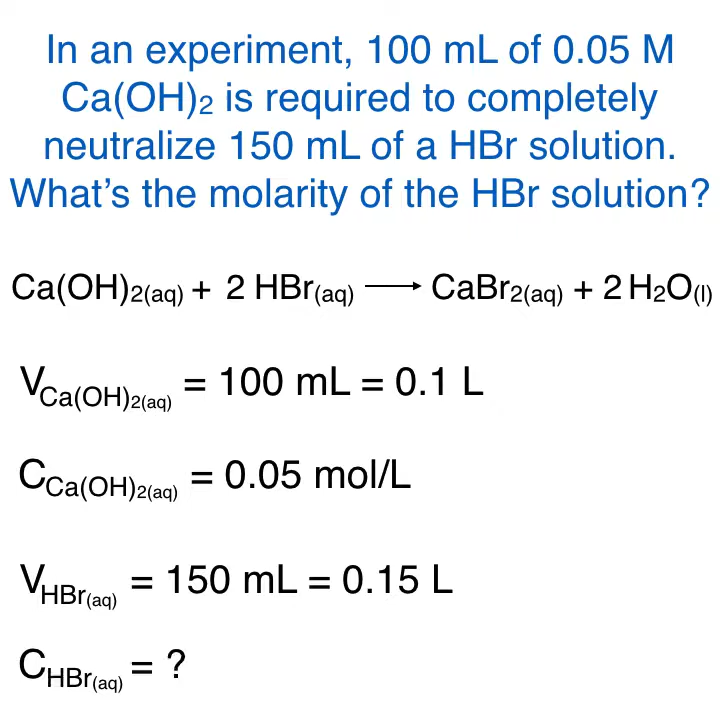 In an experiment, 100 mL of 0.05 M
Ca(OH)₂ is required to completely
neutralize 150 mL of a HBr solution.
What's the molarity of the HBr solution?
Ca(OH)2(aq) + 2 HBr(aq) ⟶ CaBr2(aq) + 2 H2O(l)
VCa(OH)2(aq) = 100 mL = 0.1 L
CCa(OH)2(aq) = 0.05 mol/L
VHBr(aq) = 150 mL = 0.15 L
CHBr(aq) = ?